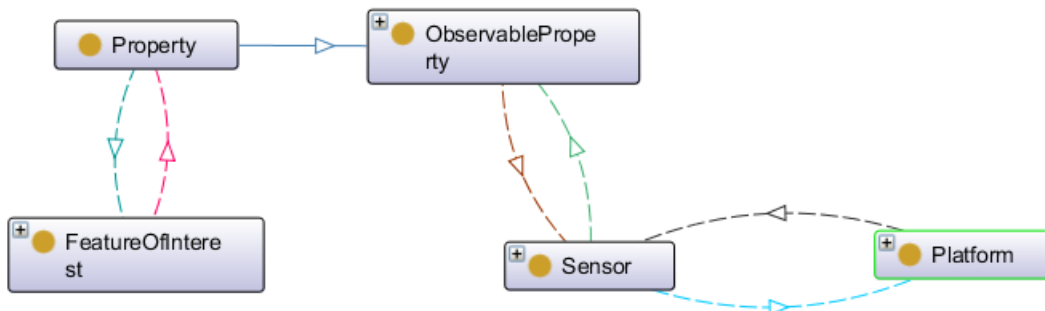 Property
ObservablePrope
rty
FeatureOfIntere
st
Sensor
Platform